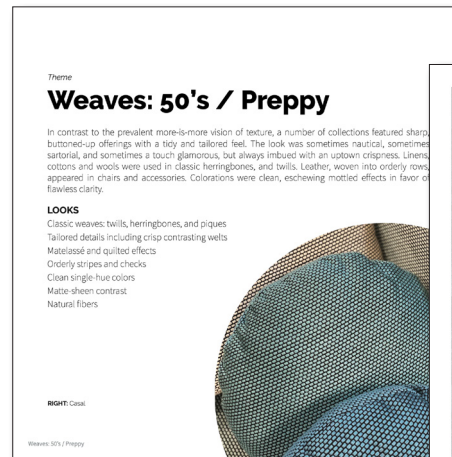 Theme
Weaves: 50's / Preppy
In contrast to the prevalent more-is-more vision of texture, a number of collections featured sharp,
buttoned-up offerings with a tidy and tailored feel. The look was sometimes nautical, sometimes
sartorial, and sometimes a touch glamorous, but always imbued with an uptown crispness. Linens,
cottons and wools were used in classic herringbones, and twills. Leather, woven into orderly rows,
appeared in chairs and accessories. Colorations were clean, eschewing mottled effects in favor of
flawless clarity.
LOOKS
Classic weaves: twills, herringbones, and piques
Tailored details including crisp contrasting welts
Matelassé and quilted effects
Orderly stripes and checks
Clean single-hue colors
Matte-sheen contrast
Natural fibers
RIGHT: Casal
Weaves: 50's / Preppy